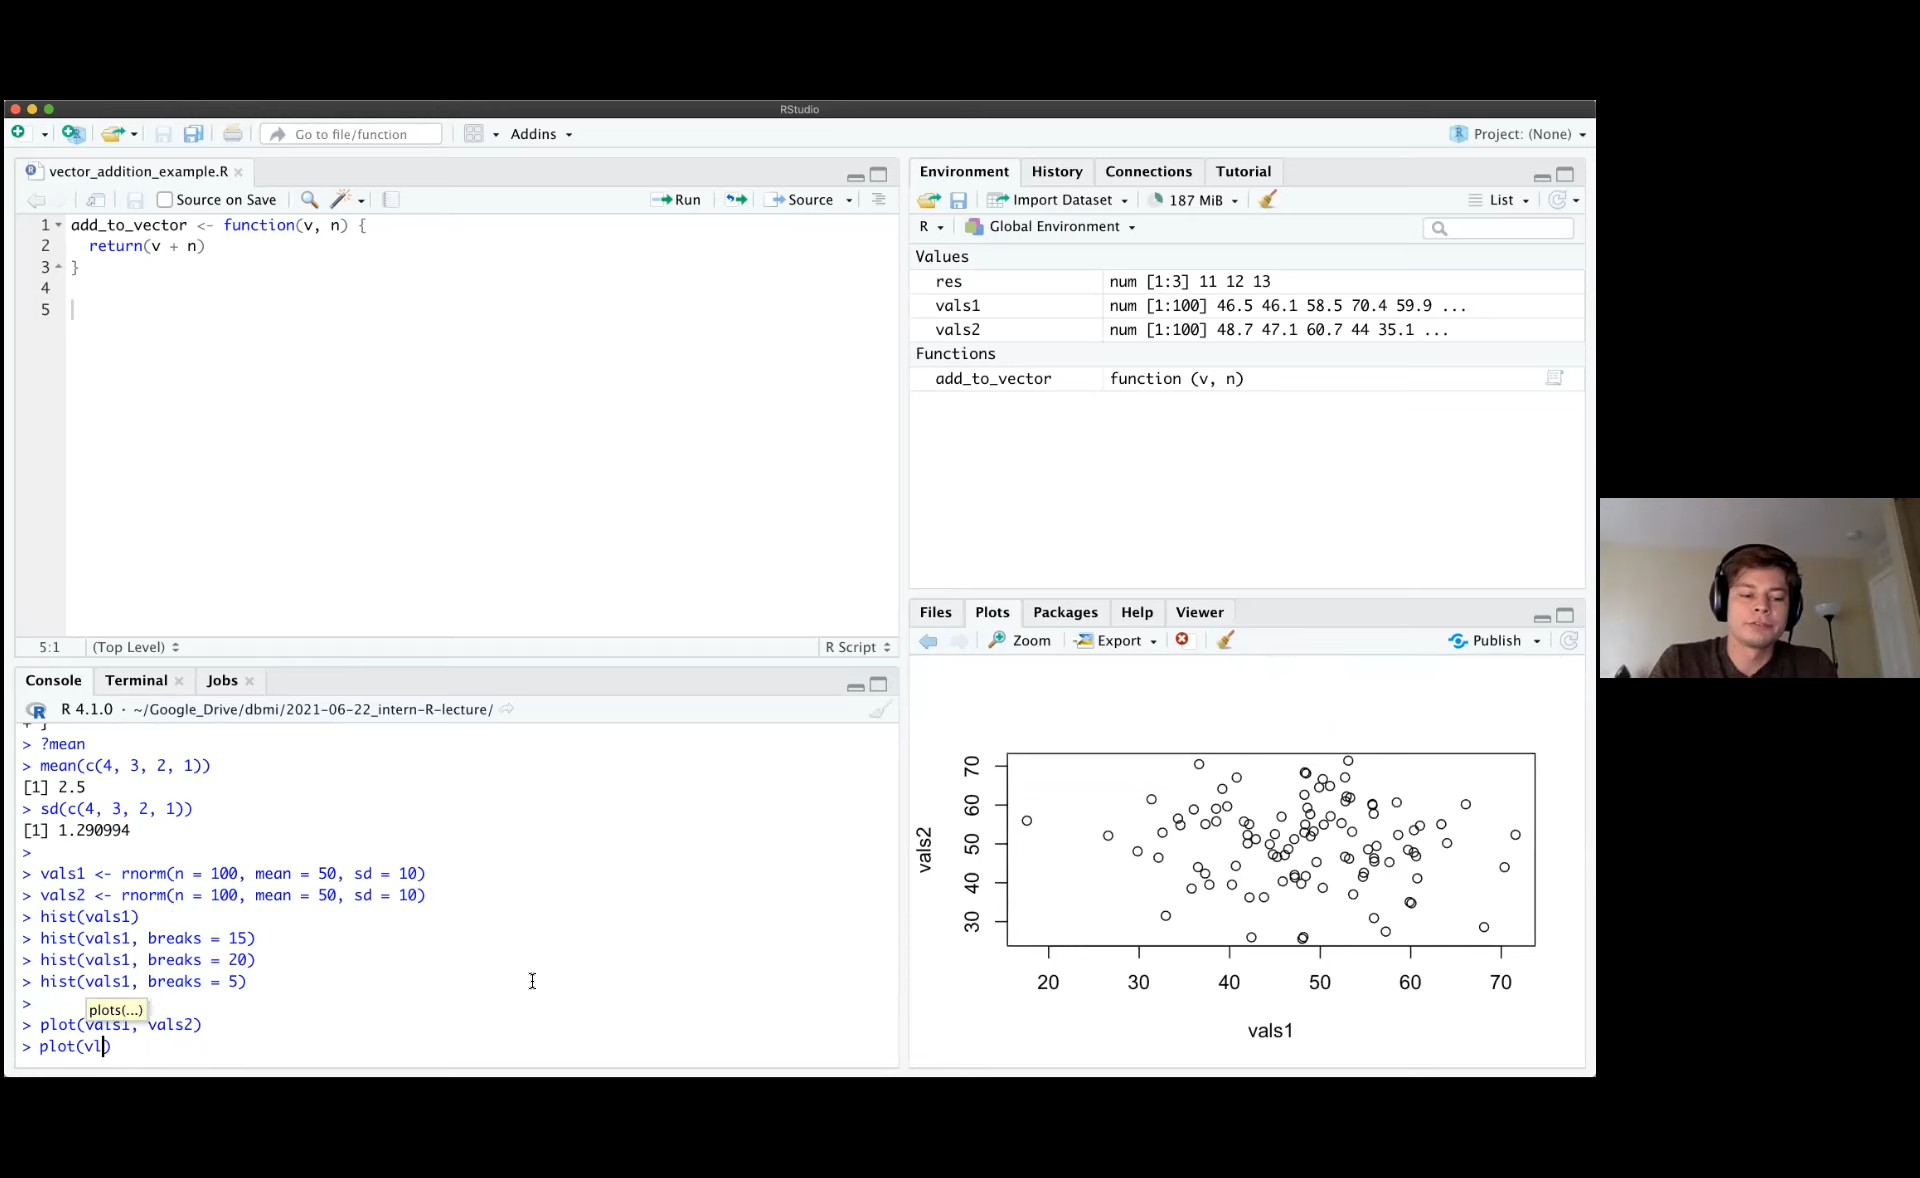 RStudio
Go to file/function
Addins
Project: (None)
vector_addition_example.R
Source on Save
Run
Source
1 add_to_vector <- function(v, n) {
2   return(v + n)
3 }
4
5
5:1
(Top Level)
R Script
Console
Terminal
Jobs
R 4.1.0 · ~/Google_Drive/dbmi/2021-06-22_intern-R-lecture/
+ }
> ?mean
> mean(c(4, 3, 2, 1))
[1] 2.5
> sd(c(4, 3, 2, 1))
[1] 1.290994
>
> vals1 <- rnorm(n = 100, mean = 50, sd = 10)
> vals2 <- rnorm(n = 100, mean = 50, sd = 10)
> hist(vals1)
> hist(vals1, breaks = 15)
> hist(vals1, breaks = 20)
> hist(vals1, breaks = 5)
>
plots(...)
> plot(vals1, vals2)
> plot(vl)
Environment
History
Connections
Tutorial
Import Dataset
187 MiB
List
R
Global Environment
Values
res num [1:3] 11 12 13
vals1 num [1:100] 46.5 46.1 58.5 70.4 59.9 ...
vals2 num [1:100] 48.7 47.1 60.7 44 35.1 ...
Functions
add_to_vector function (v, n)
Files
Plots
Packages
Help
Viewer
Zoom
Export
Publish
vals2
70
60
50
40
30
20 30 40 50 60 70
vals1